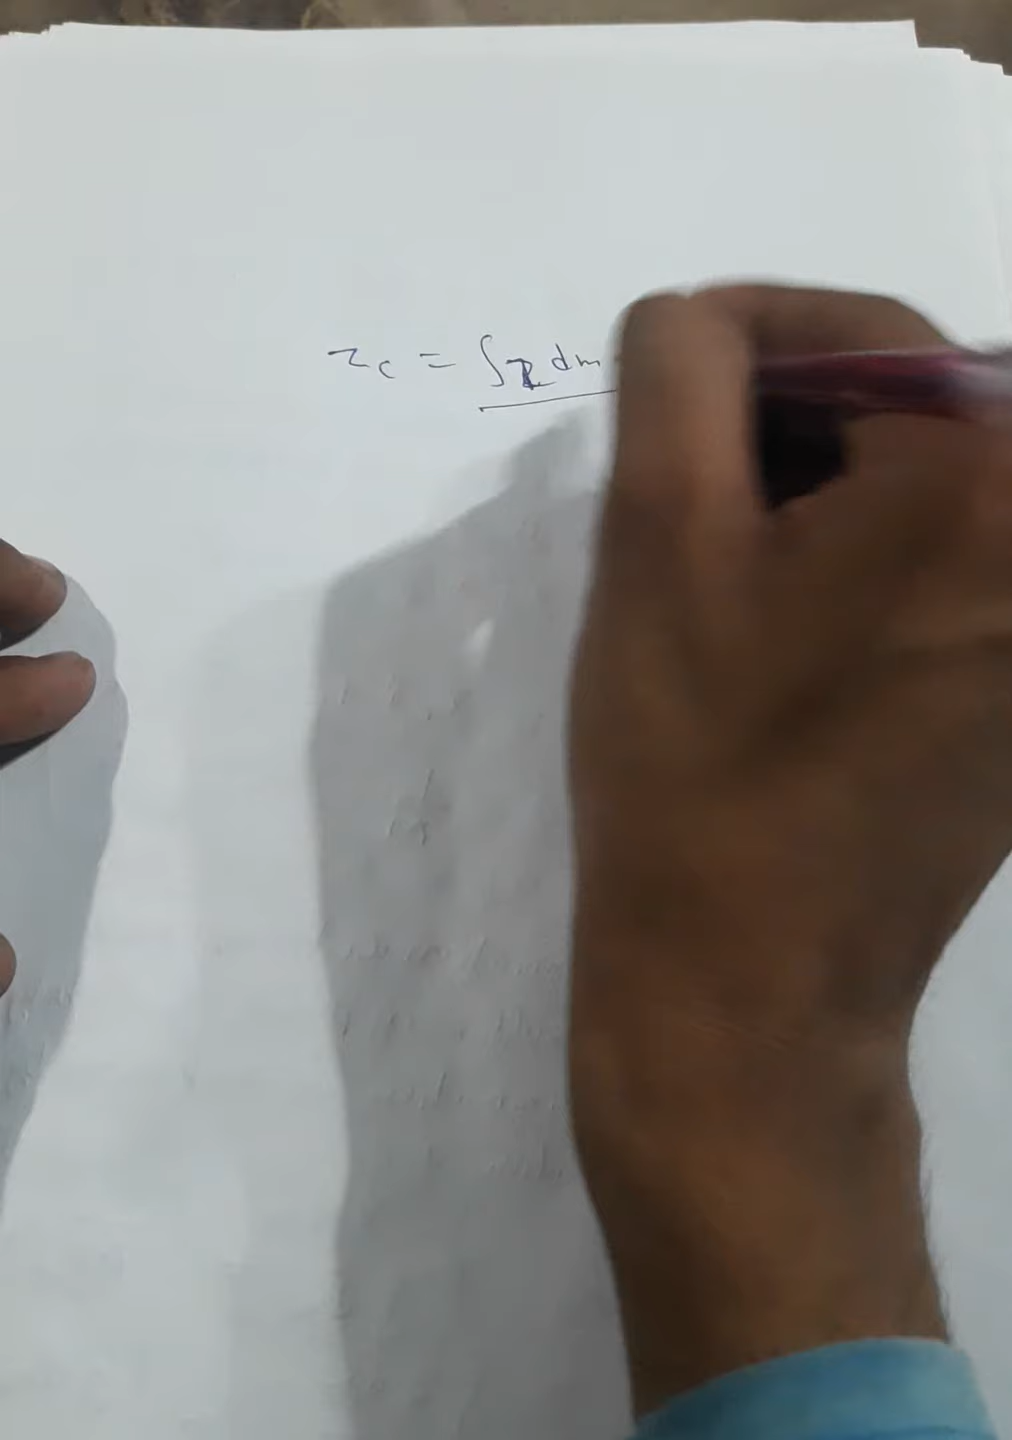 z_c = ∫z dm